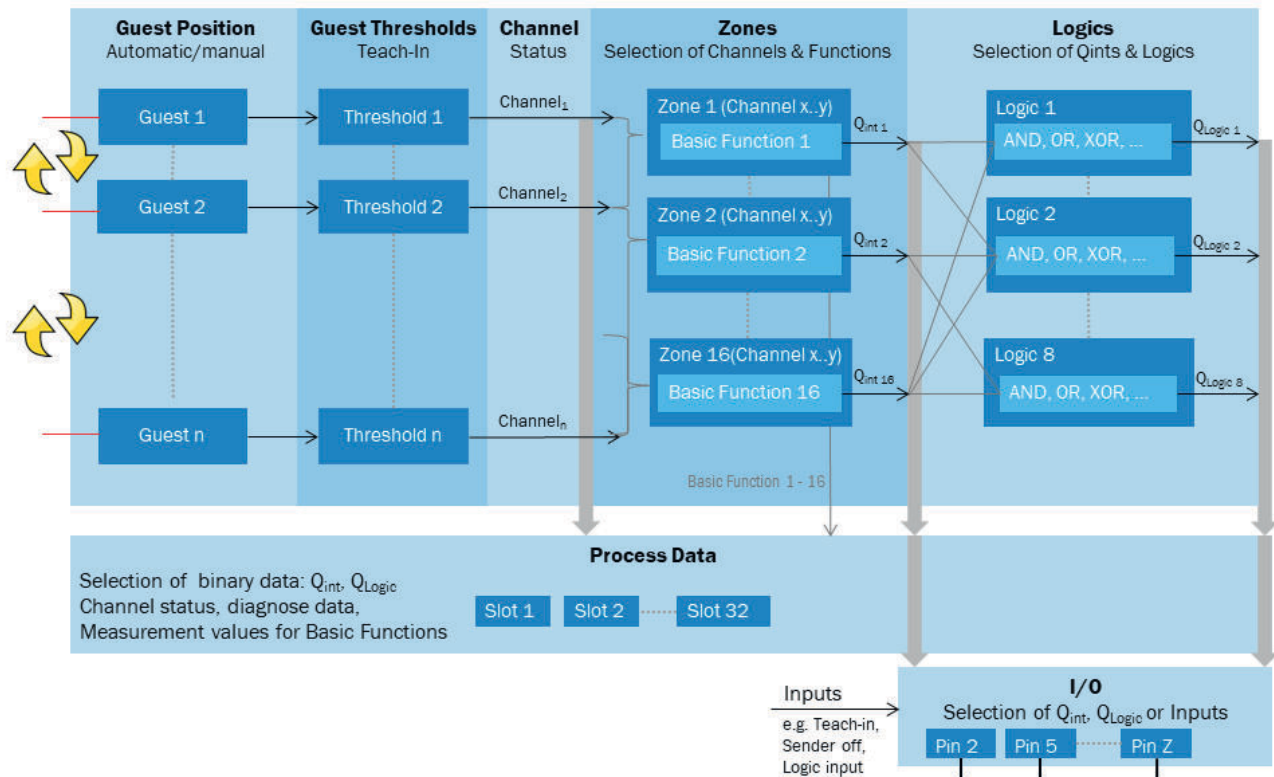 Guest Position
Automatic/manual
Guest Thresholds
Teach-In
Channel
Status
Zones
Selection of Channels & Functions
Logics
Selection of Qints & Logics
Guest 1
Threshold 1
Channel₁
Zone 1 (Channel x..y)
Basic Function 1
Qint 1
Logic 1
AND, OR, XOR, ...
QLogic 1
Guest 2
Threshold 2
Channel₂
Zone 2 (Channel x..y)
Basic Function 2
Qint 2
Logic 2
AND, OR, XOR, ...
QLogic 2
Zone 16(Channel x..y)
Basic Function 16
Qint 16
Logic 8
AND, OR, XOR, ...
QLogic 8
Guest n
Threshold n
Channelₙ
Basic Function 1 - 16
Process Data
Selection of binary data: Qint, QLogic
Channel status, diagnose data,
Measurement values for Basic Functions
Slot 1
Slot 2
Slot 32
Inputs
e.g. Teach-in,
Sender off,
Logic input
I/O
Selection of Qint, QLogic or Inputs
Pin 2
Pin 5
Pin Z